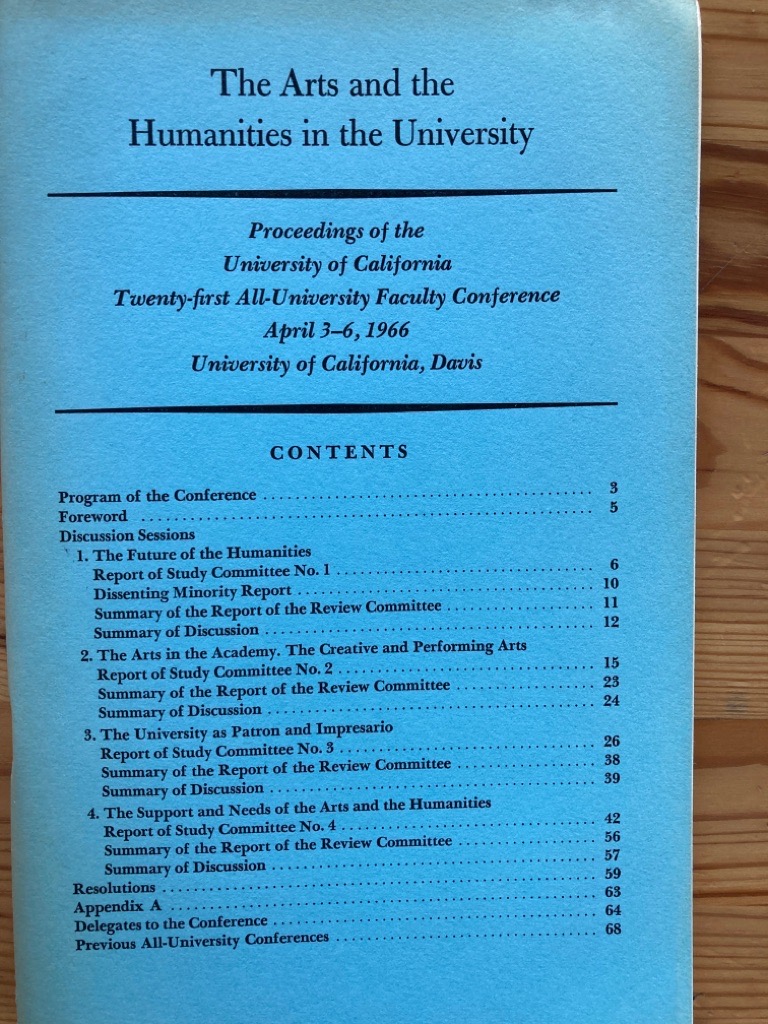 The Arts and the
Humanities in the University
Proceedings of the
University of California
Twenty-first All-University Faculty Conference
April 3–6, 1966
University of California, Davis
CONTENTS
Program of the Conference ........................................ 3
Foreword ........................................ 5
Discussion Sessions
1. The Future of the Humanities
Report of Study Committee No. 1 ........................................ 6
Dissenting Minority Report ........................................ 10
Summary of the Report of the Review Committee .................... 11
Summary of Discussion ........................................ 12
2. The Arts in the Academy. The Creative and Performing Arts
Report of Study Committee No. 2 ........................................ 15
Summary of the Report of the Review Committee .................... 23
Summary of Discussion ........................................ 24
3. The University as Patron and Impresario
Report of Study Committee No. 3 ........................................ 26
Summary of the Report of the Review Committee .................... 38
Summary of Discussion ........................................ 39
4. The Support and Needs of the Arts and the Humanities
Report of Study Committee No. 4 ........................................ 42
Summary of the Report of the Review Committee .................... 56
Summary of Discussion ........................................ 57
Resolutions ........................................ 59
Appendix A ........................................ 63
Delegates to the Conference ........................................ 64
Previous All-University Conferences ........................................ 68